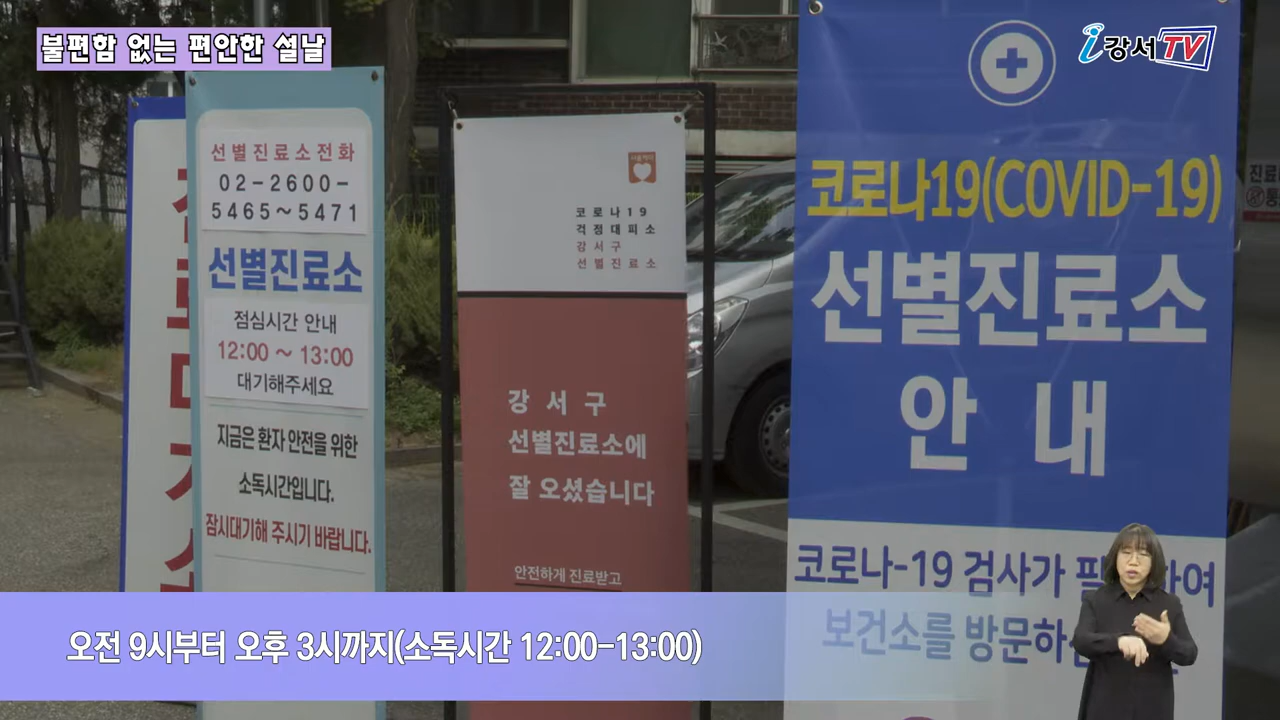 불편함 없는 편안한 설날
i강서TV
선별진료소전화
02-2600-
5465~5471
선별진료소
점심시간 안내
12:00 ~ 13:00
대기해주세요
지금은 환자 안전을 위한
소독시간입니다.
잠시대기해 주시기 바랍니다.
코로나19
걱정대피소
강서구
선별진료소
강서구
선별진료소에
잘 오셨습니다
안전하게 진료받고
코로나19(COVID-19)
선별진료소
안 내
코로나-19 검사가
보건소를
진료
오전 9시부터 오후 3시까지(소독시간 12:00-13:00)